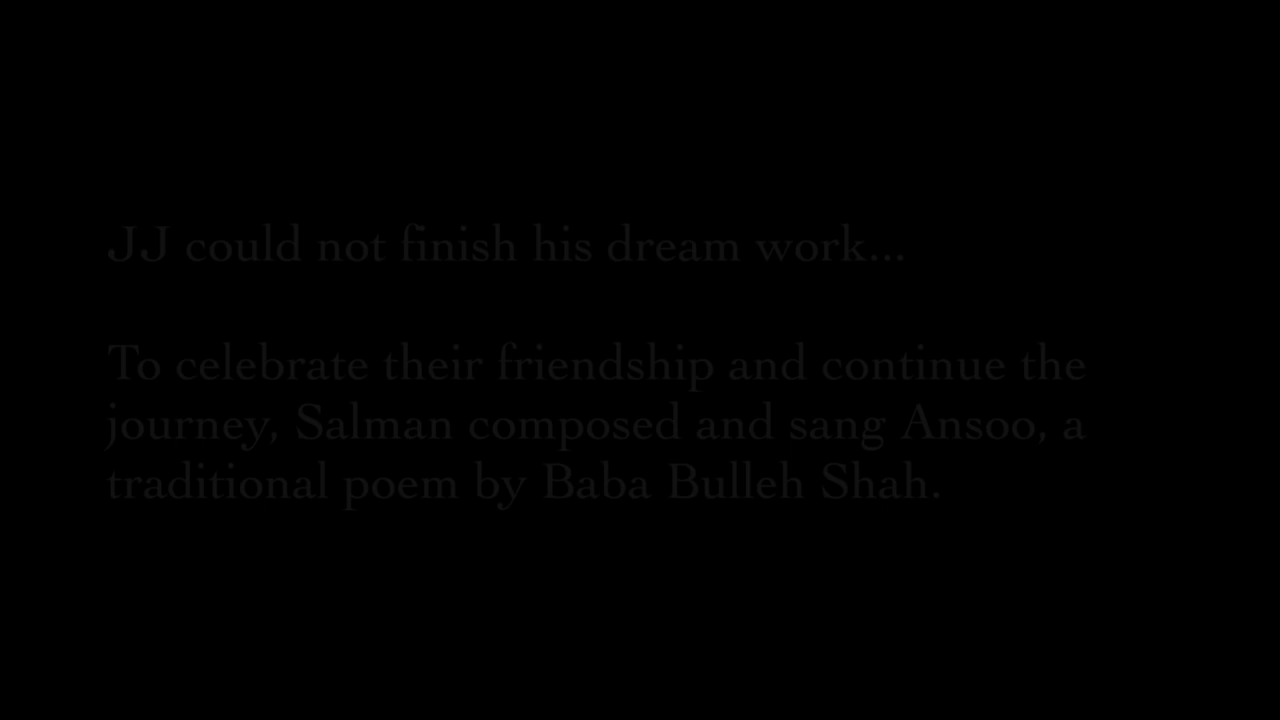 JJ could not finish his dream work...
To celebrate their friendship and continue the
journey, Salman composed and sang Ansoo, a
traditional poem by Baba Bulleh Shah.